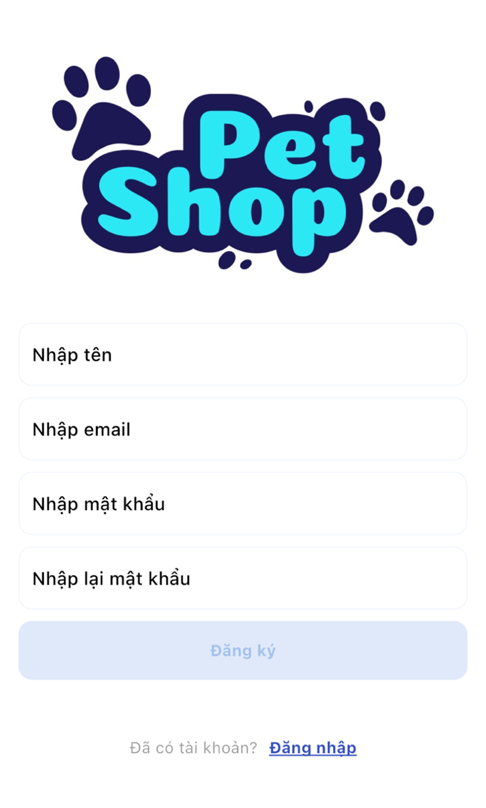 Pet
Shop
Nhập tên
Nhập email
Nhập mật khẩu
Nhập lại mật khẩu
Đăng ký
Đã có tài khoản? Đăng nhập